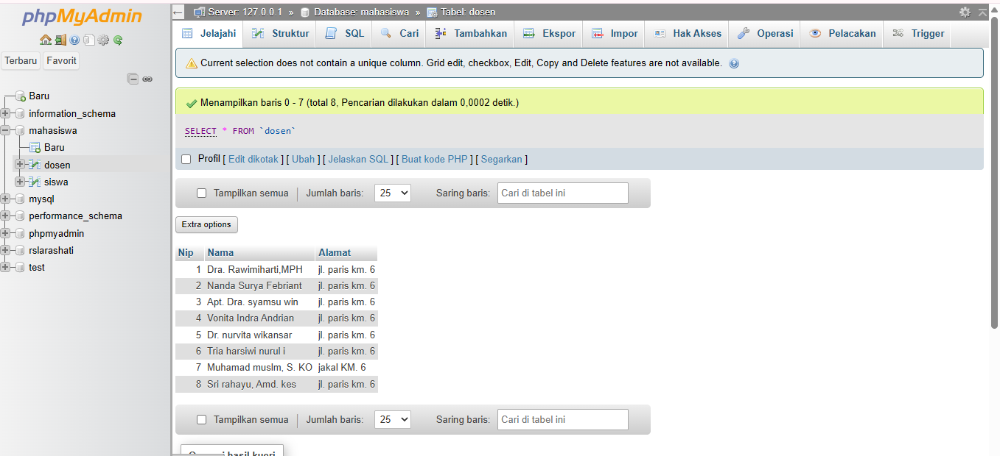 phpMyAdmin
Terbaru Favorit
Baru
information_schema
mahasiswa
Baru
dosen
siswa
mysql
performance_schema
phpmyadmin
rslarashati
test
Server: 127.0.0.1 » Database: mahasiswa » Tabel: dosen
Jelajahi Struktur SQL Cari Tambahkan Ekspor Impor Hak Akses Operasi Pelacakan Trigger
Current selection does not contain a unique column. Grid edit, checkbox, Edit, Copy and Delete features are not available.
Menampilkan baris 0 - 7 (total 8, Pencarian dilakukan dalam 0,0002 detik.)
SELECT * FROM `dosen`
Profil [ Edit dikotak ] [ Ubah ] [ Jelaskan SQL ] [ Buat kode PHP ] [ Segarkan ]
Tampilkan semua | Jumlah baris: 25 Saring baris: Cari di tabel ini
Extra options
Nip Nama Alamat
1 Dra. Rawimiharti,MPH jl. paris km. 6
2 Nanda Surya Febriant jl. paris km. 6
3 Apt. Dra. syamsu win jl. paris km. 6
4 Vonita Indra Andrian jl. paris km. 6
5 Dr. nurvita wikansar jl. paris km. 6
6 Tria harsiwi nurul i jl. paris km. 6
7 Muhamad muslm, S. KO jakal KM. 6
8 Sri rahayu, Amd. kes jl. paris km. 6
Tampilkan semua | Jumlah baris: 25 Saring baris: Cari di tabel ini
hasil kueri